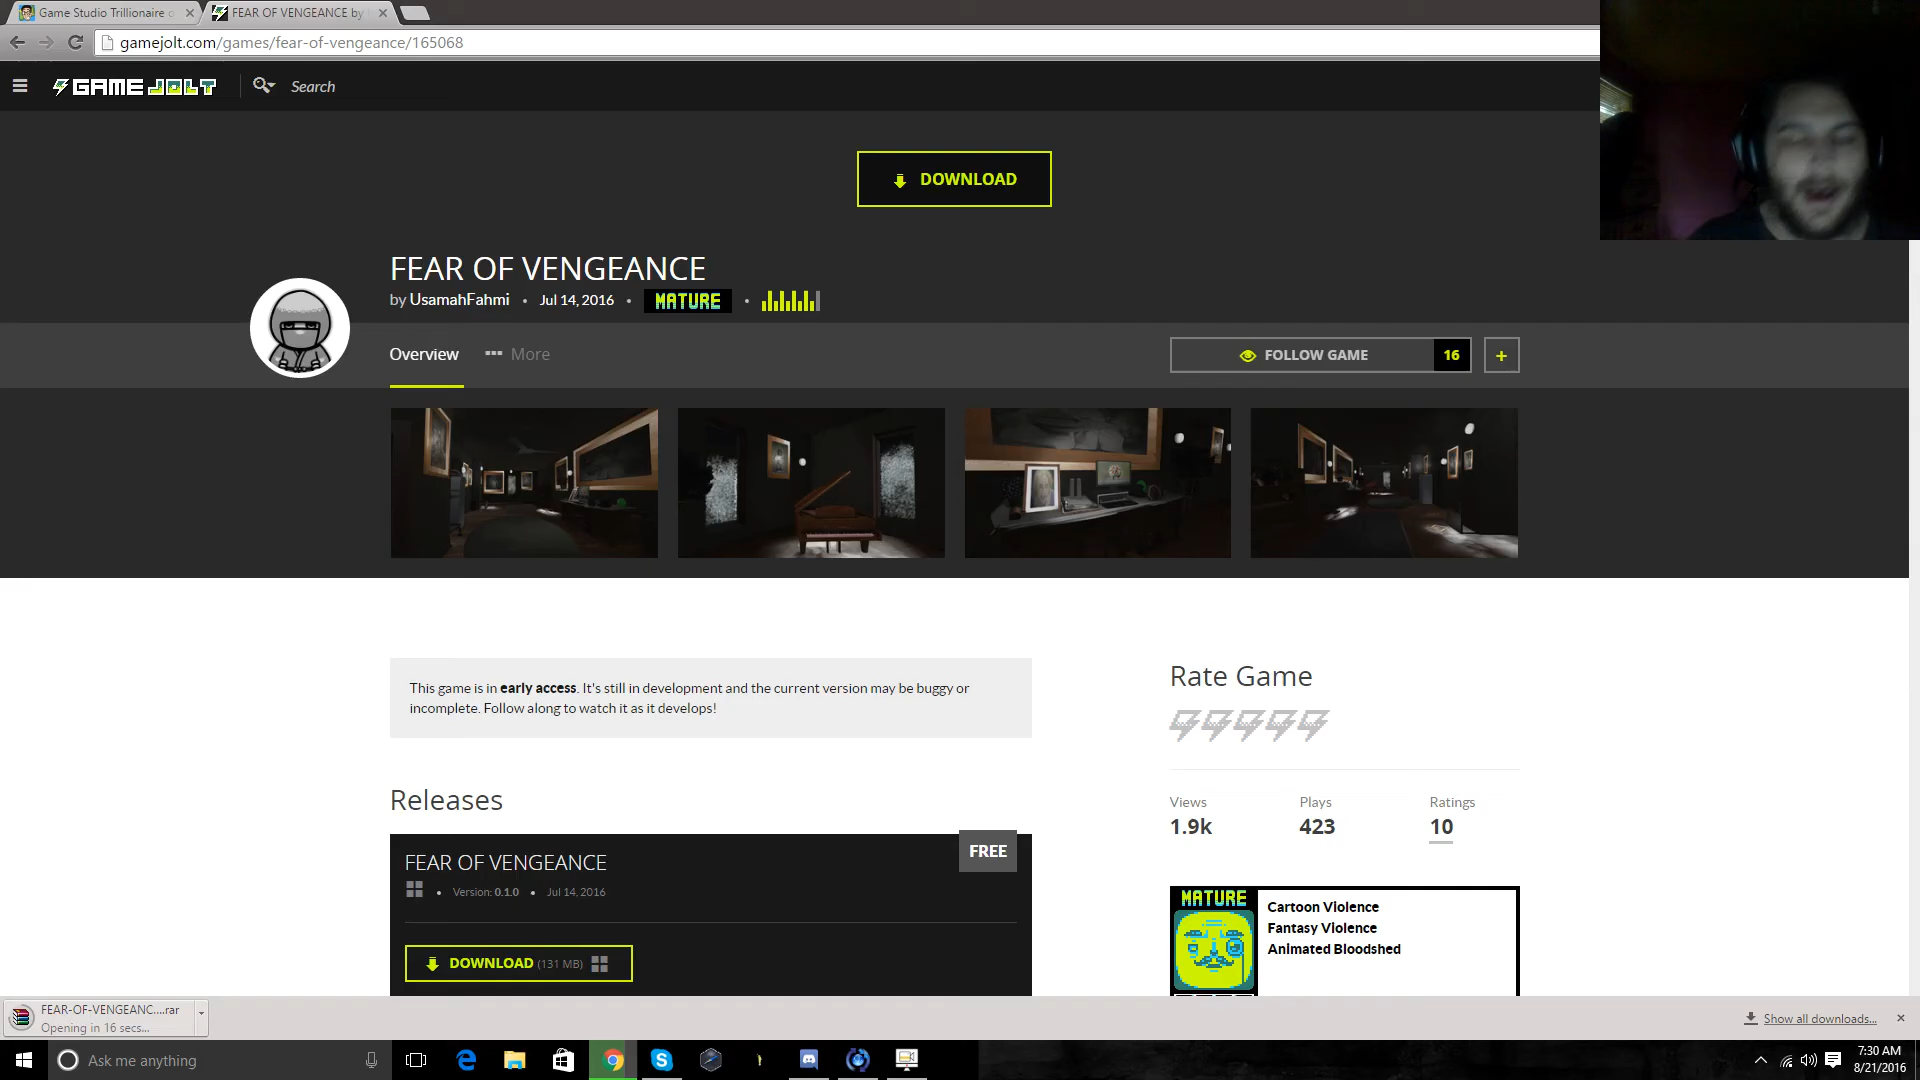 Game Studio Trillionaire o
FEAR OF VENGEANCE by
gamejolt.com/games/fear-of-vengeance/165068
GAME JOLT
Search
DOWNLOAD
FEAR OF VENGEANCE
by UsamahFahmi • Jul 14, 2016 • MATURE •
Overview
More
FOLLOW GAME 16
+
This game is in early access. It's still in development and the current version may be buggy or
incomplete. Follow along to watch it as it develops!
Rate Game
Views
Plays
Ratings
1.9k
423
10
Releases
FEAR OF VENGEANCE
FREE
• Version: 0.1.0 • Jul 14, 2016
DOWNLOAD (131 MB)
MATURE
Cartoon Violence
Fantasy Violence
Animated Bloodshed
FEAR-OF-VENGEANC....rar
Opening in 16 secs...
Show all downloads...
Ask me anything
7:30 AM
8/21/2016